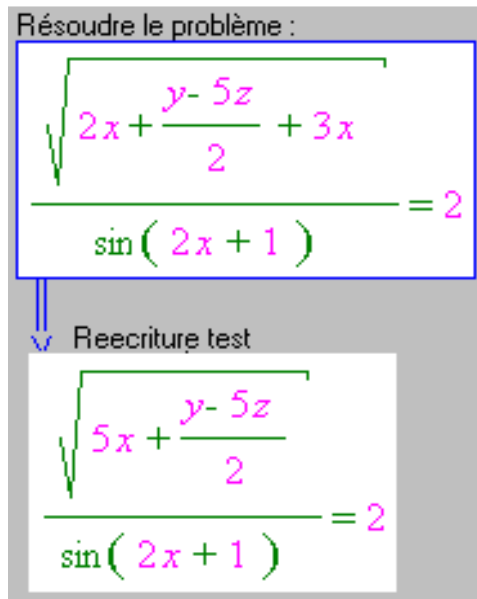 Résoudre le problème :
√(2x + (y- 5z)/2 + 3x) / sin( 2x + 1 ) = 2
Reecriture test
√(5x + (y- 5z)/2) / sin( 2x + 1 ) = 2